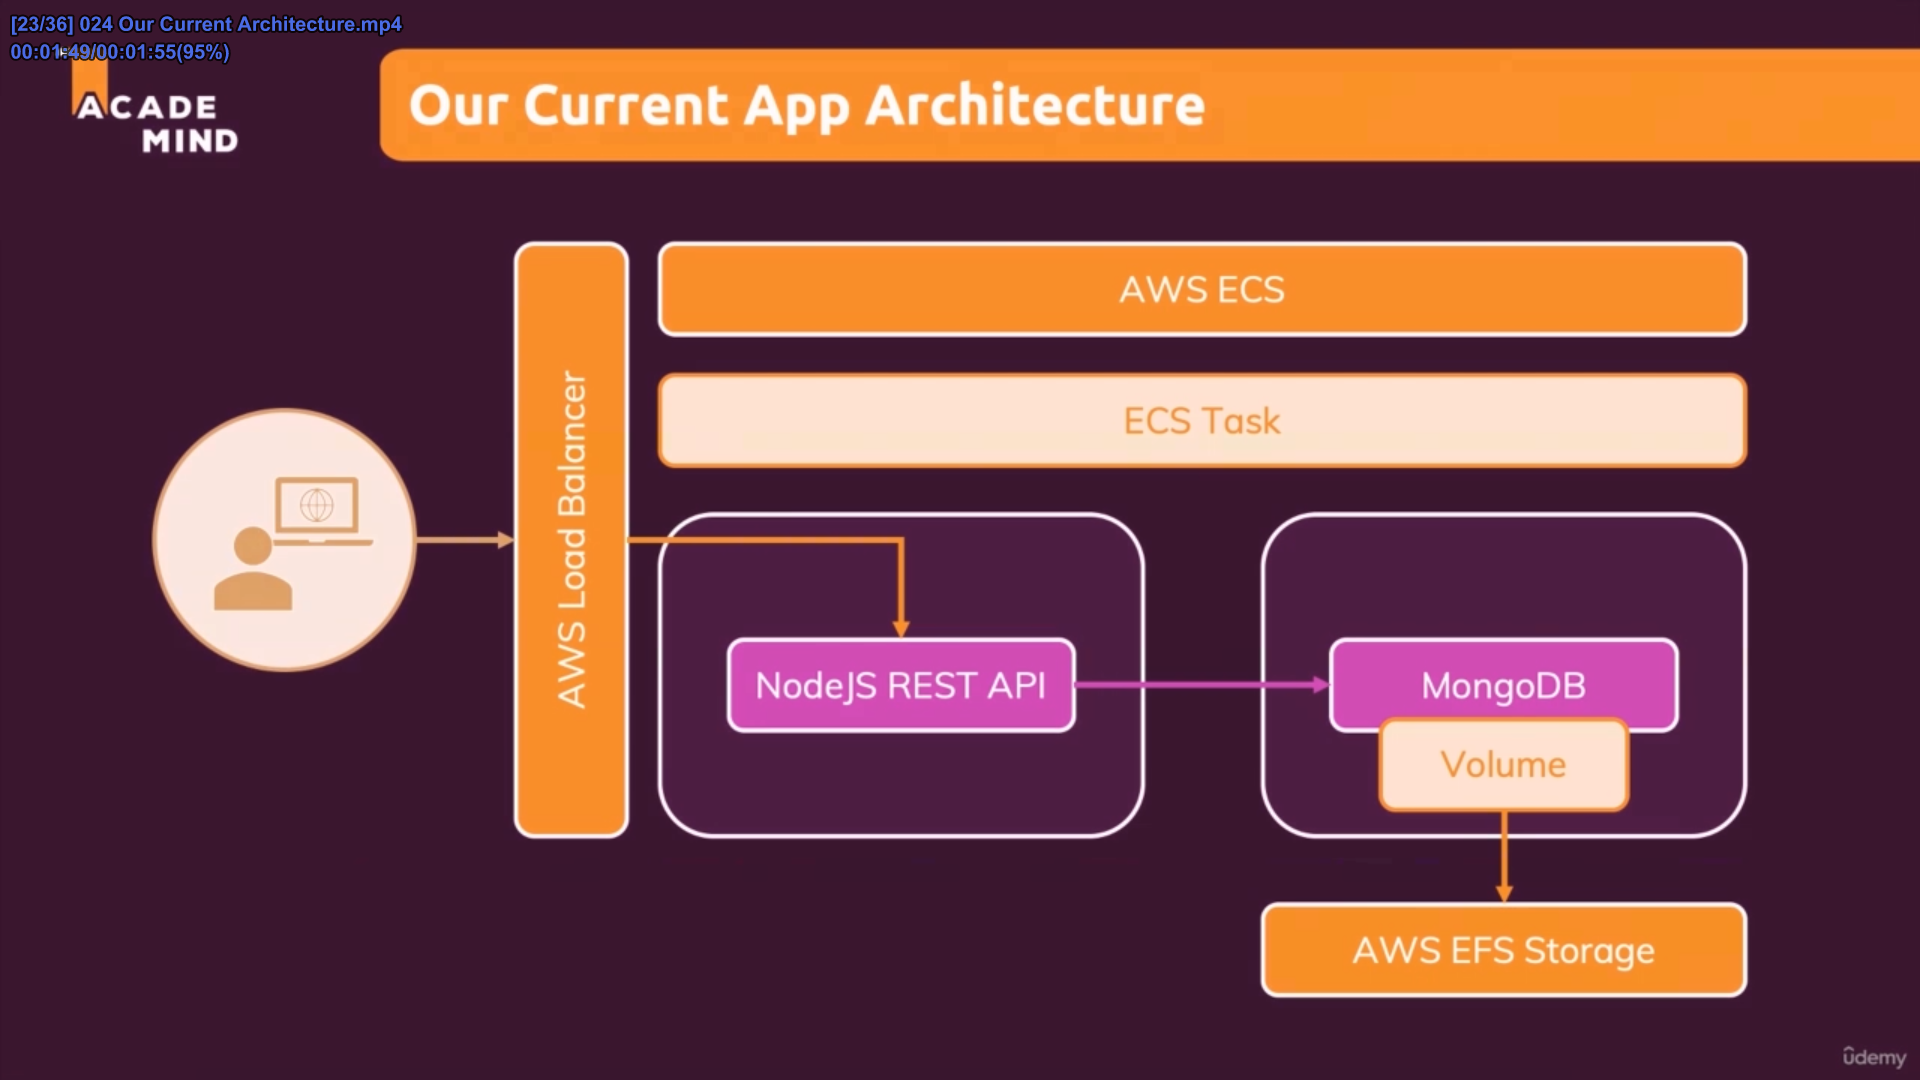 [23/36] 024 Our Current Architecture.mp4
00:01:49/00:01:55(95%)
ACADE
MIND
Our Current App Architecture
AWS ECS
ECS Task
AWS Load Balancer
NodeJS REST API
MongoDB
Volume
AWS EFS Storage
ûdemy